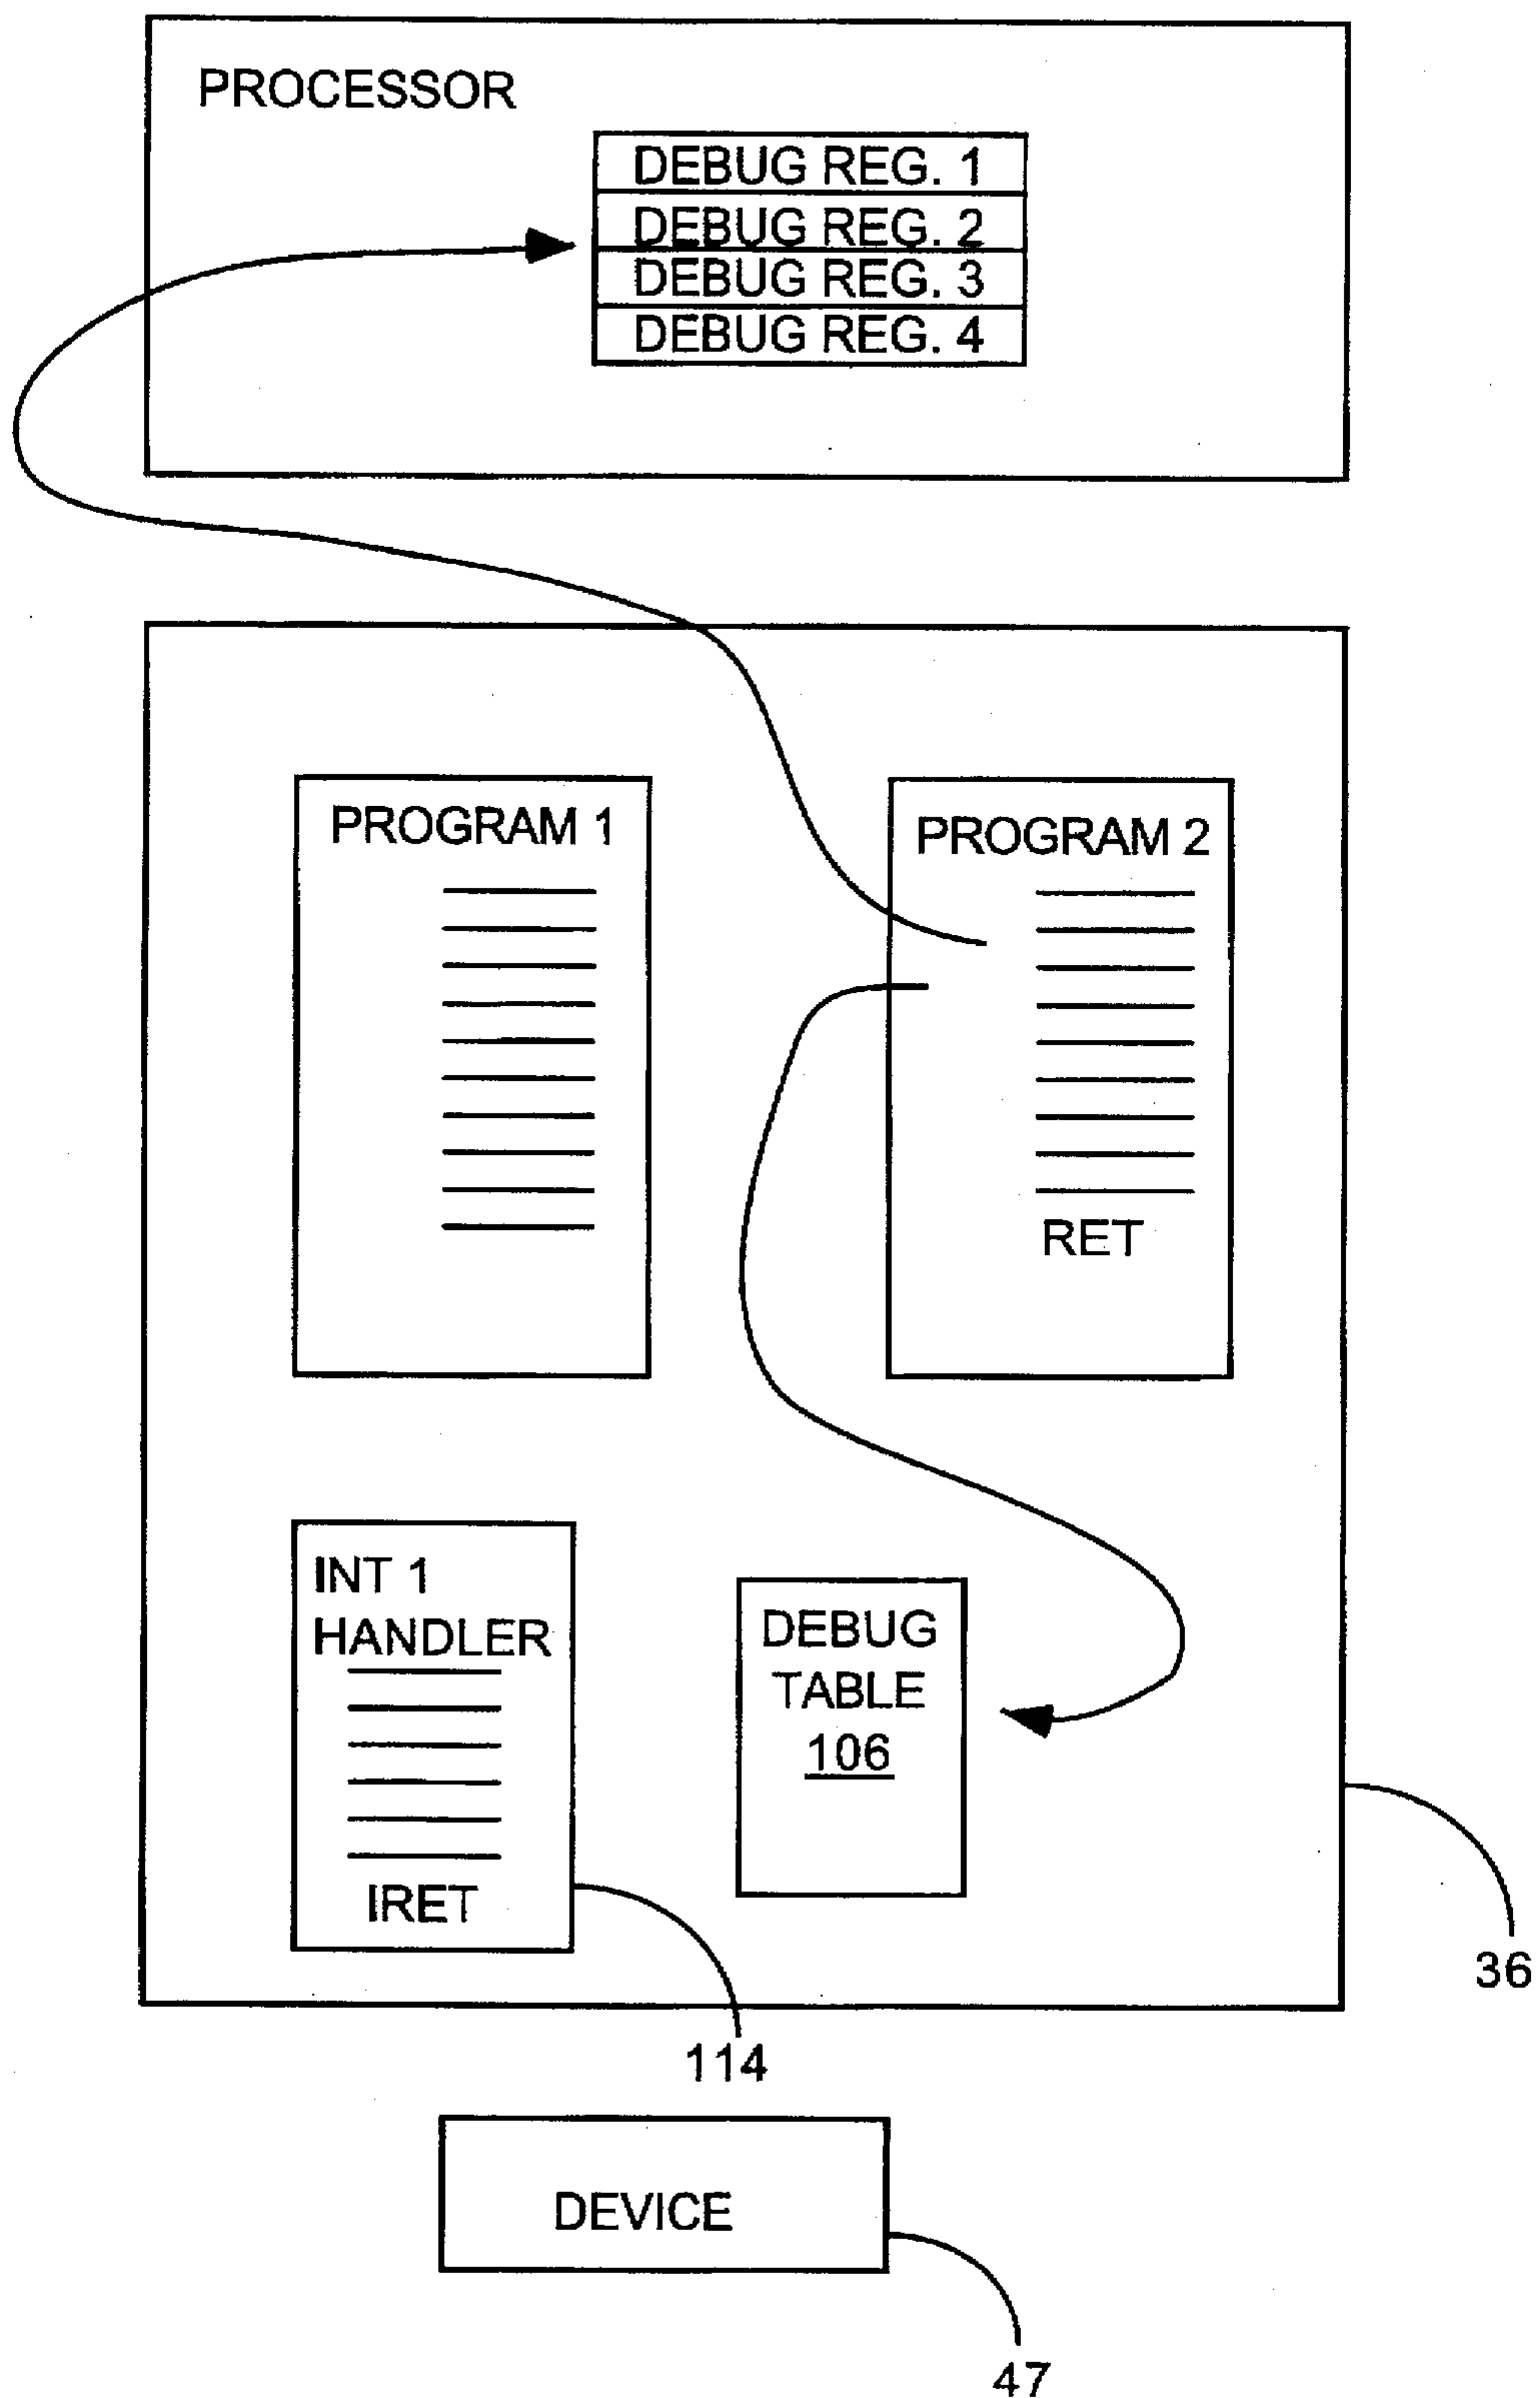 PROCESSOR
DEBUG REG. 1
DEBUG REG. 2
DEBUG REG. 3
DEBUG REG. 4
PROGRAM 1
PROGRAM 2
RET
INT 1
HANDLER
IRET
DEBUG
TABLE
106
36
114
DEVICE
47